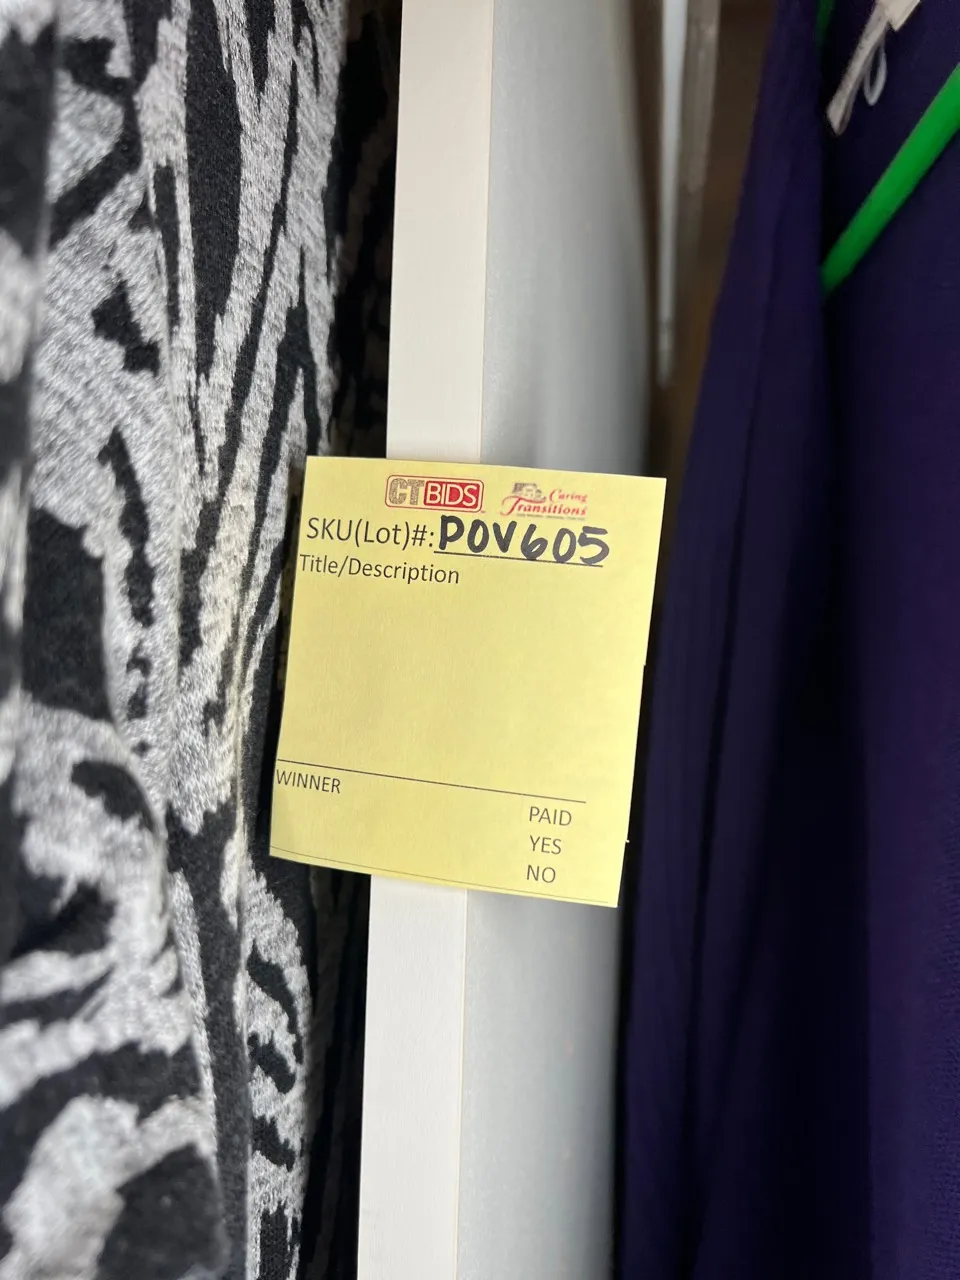 CTBIDS
Caring
Transitions
SKU(Lot)#: POV605
Title/Description
WINNER
PAID
YES
NO